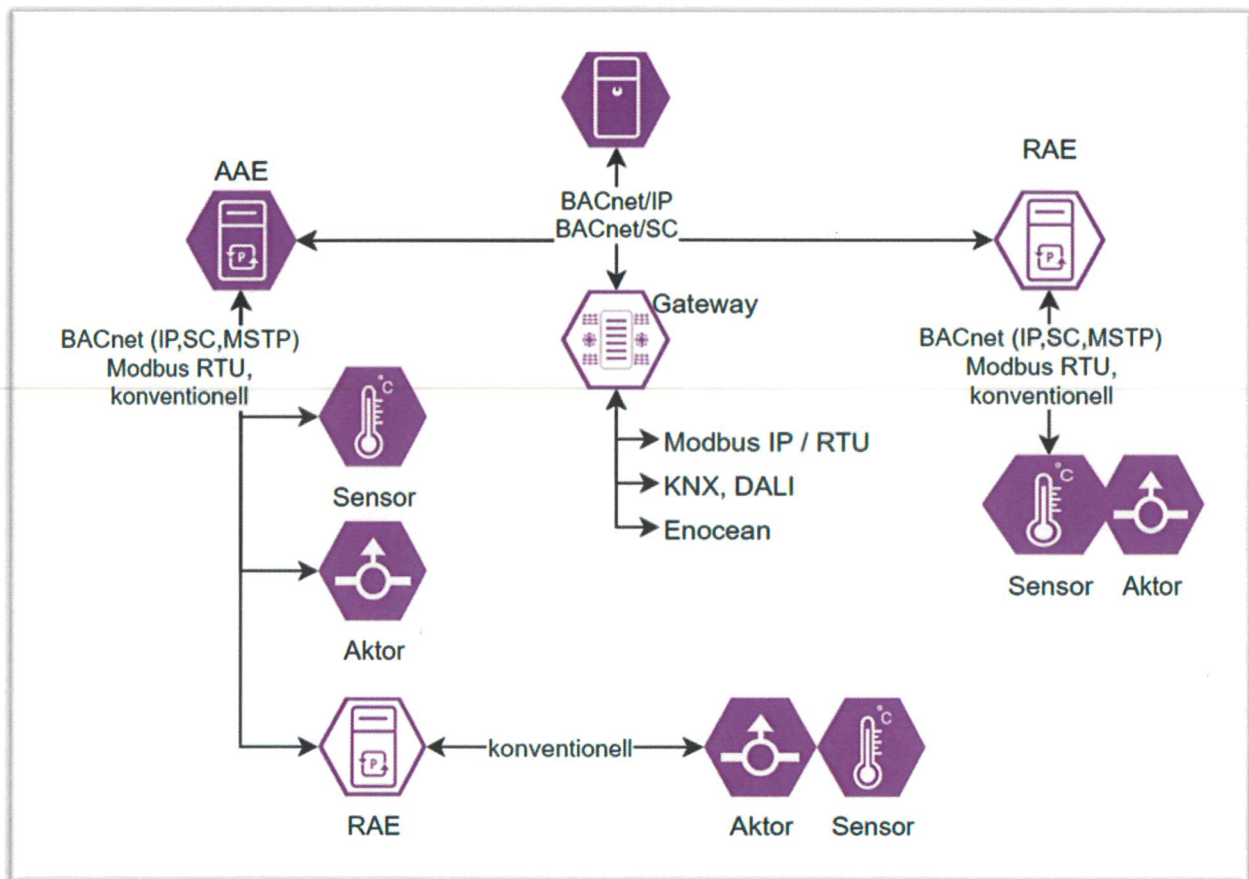 AAE
RAE
BACnet/IP
BACnet/SC
P
P
Gateway
BACnet (IP,SC,MSTP)
Modbus RTU,
konventionell
BACnet (IP,SC,MSTP)
Modbus RTU,
konventionell
°C
Sensor
Modbus IP / RTU
KNX, DALI
Enocean
°C
Sensor
Aktor
Aktor
P
RAE
konventionell
°C
Aktor
Sensor